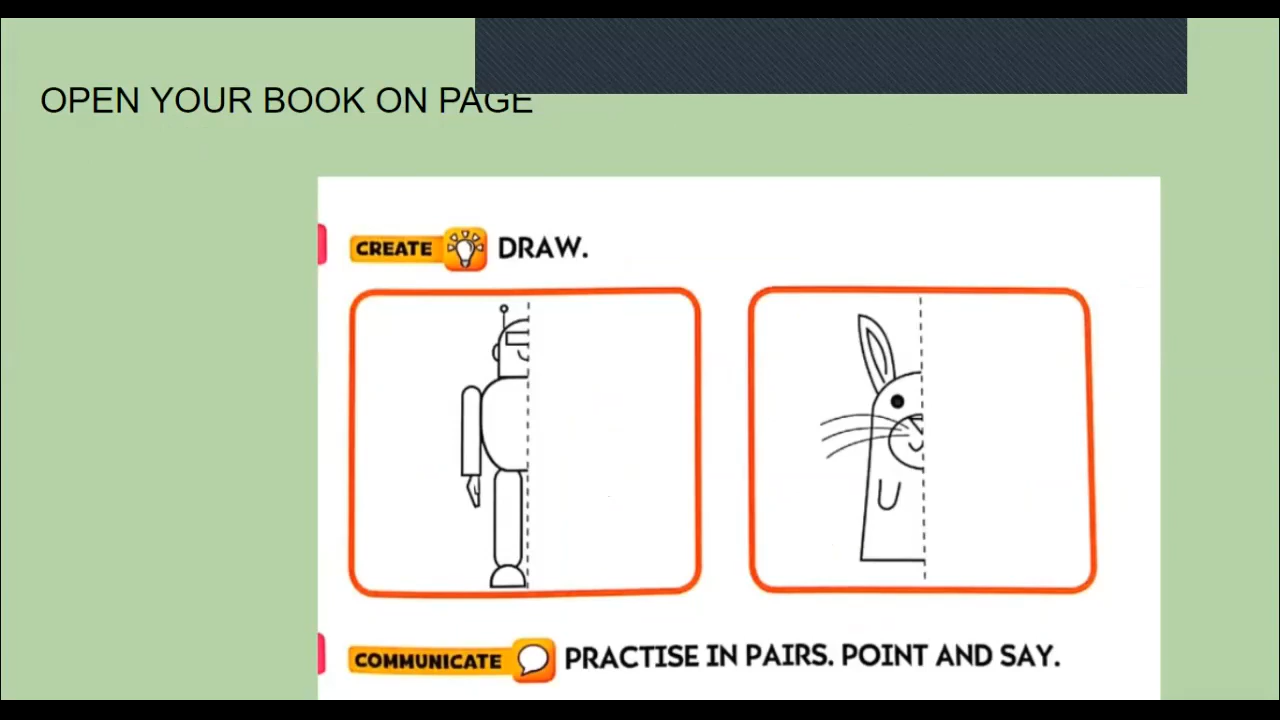 OPEN YOUR BOOK ON PAGE
CREATE DRAW.
COMMUNICATE PRACTISE IN PAIRS. POINT AND SAY.